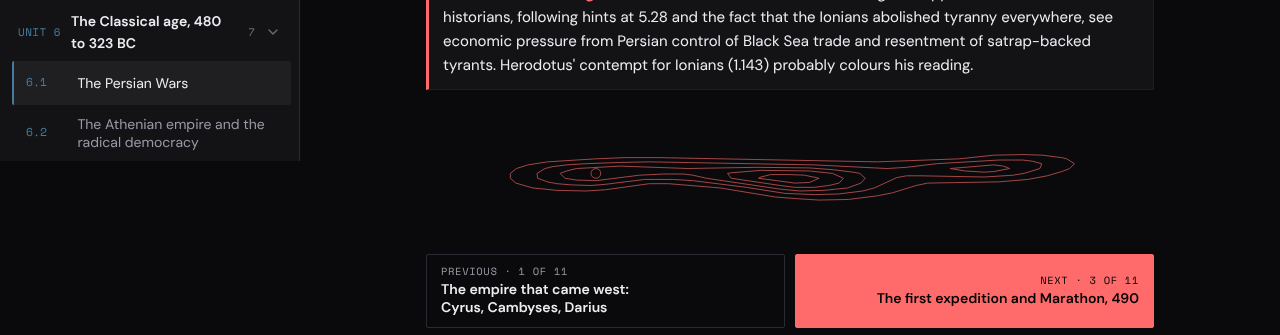 UNIT 6
The Classical age, 480
to 323 BC
7
6.1
The Persian Wars
6.2
The Athenian empire and the
radical democracy
historians, following hints at 5.28 and the fact that the Ionians abolished tyranny everywhere, see
economic pressure from Persian control of Black Sea trade and resentment of satrap-backed
tyrants. Herodotus' contempt for Ionians (1.143) probably colours his reading.
PREVIOUS · 1 OF 11
The empire that came west:
Cyrus, Cambyses, Darius
NEXT · 3 OF 11
The first expedition and Marathon, 490